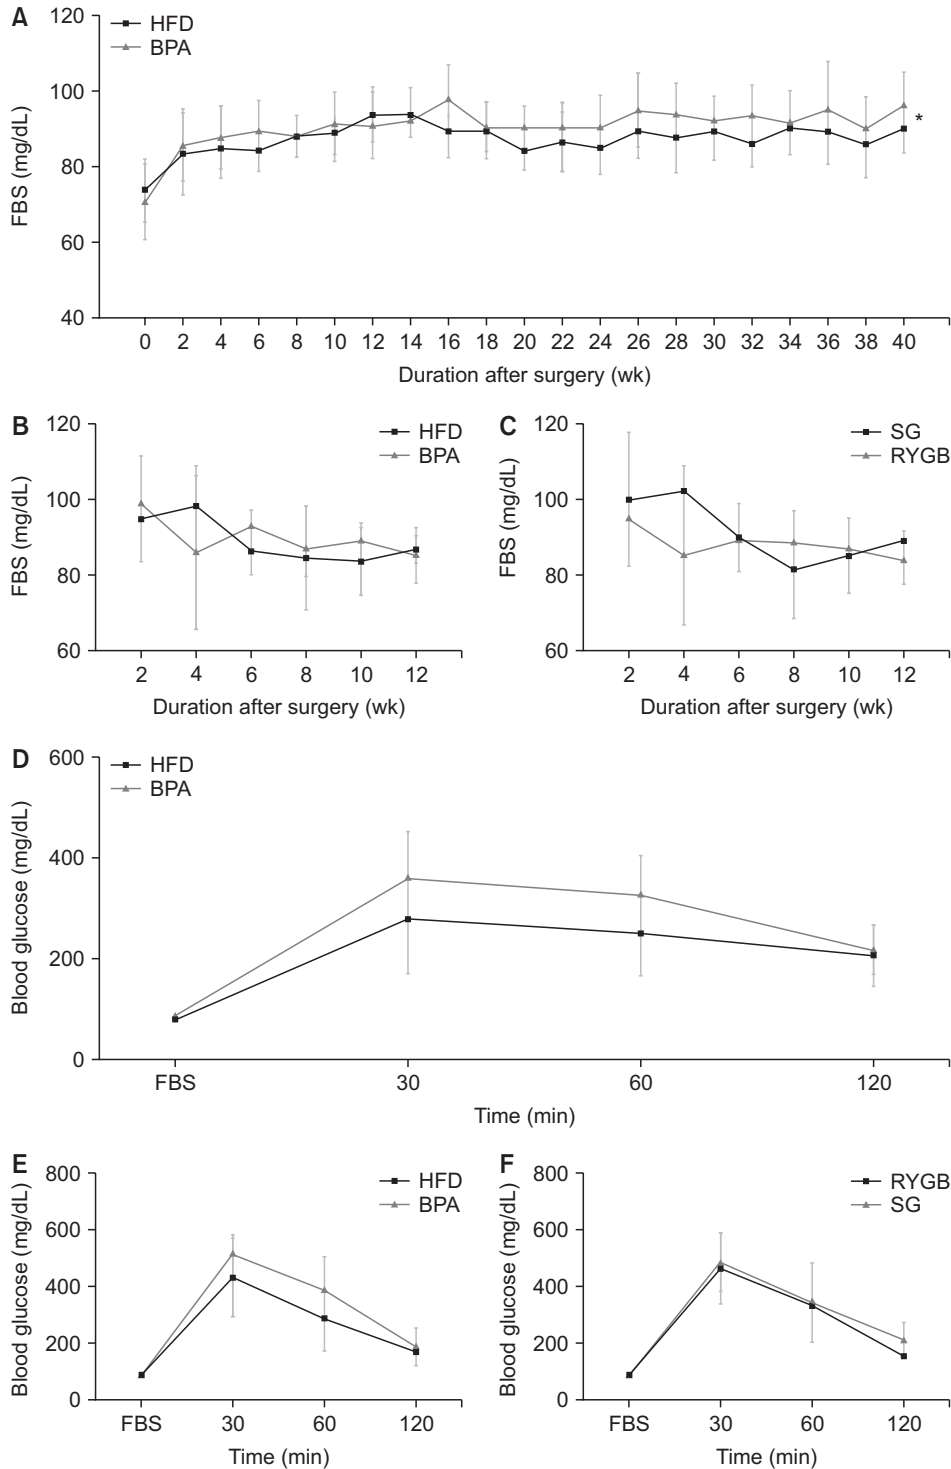 A
HFD
BPA
FBS (mg/dL)
120
100
80
60
40
*
0 2 4 6 8 10 12 14 16 18 20 22 24 26 28 30 32 34 36 38 40
Duration after surgery (wk)
B
HFD
BPA
FBS (mg/dL)
120
100
80
60
2 4 6 8 10 12
Duration after surgery (wk)
C
SG
RYGB
FBS (mg/dL)
120
100
80
60
2 4 6 8 10 12
Duration after surgery (wk)
D
HFD
BPA
Blood glucose (mg/dL)
600
400
200
0
FBS 30 60 120
Time (min)
E
HFD
BPA
Blood glucose (mg/dL)
800
600
400
200
0
FBS 30 60 120
Time (min)
F
RYGB
SG
Blood glucose (mg/dL)
800
600
400
200
0
FBS 30 60 120
Time (min)